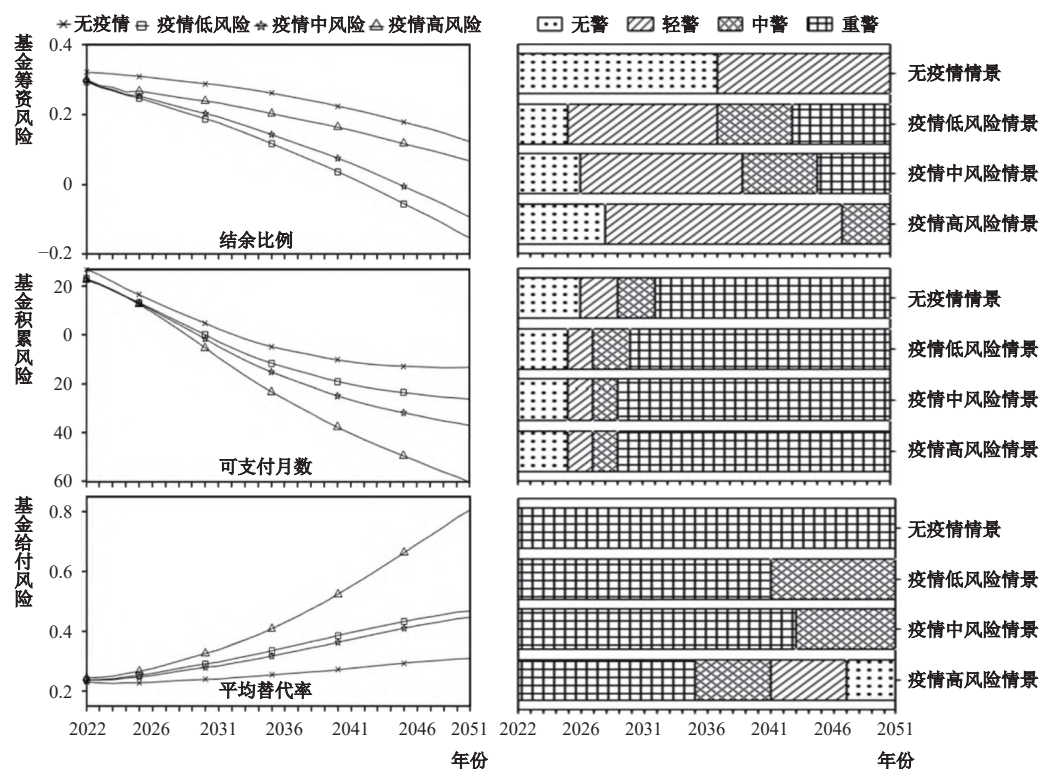 无疫情 疫情低风险 疫情中风险 疫情高风险
无警 轻警 中警 重警
基金筹资风险
0.4
0.2
0
−0.2
结余比例
无疫情情景
疫情低风险情景
疫情中风险情景
疫情高风险情景
基金积累风险
20
0
20
40
60
可支付月数
无疫情情景
疫情低风险情景
疫情中风险情景
疫情高风险情景
基金给付风险
0.8
0.6
0.4
0.2
平均替代率
无疫情情景
疫情低风险情景
疫情中风险情景
疫情高风险情景
2022 2026 2031 2036 2041 2046 2051
年份
2022 2026 2031 2036 2041 2046 2051
年份